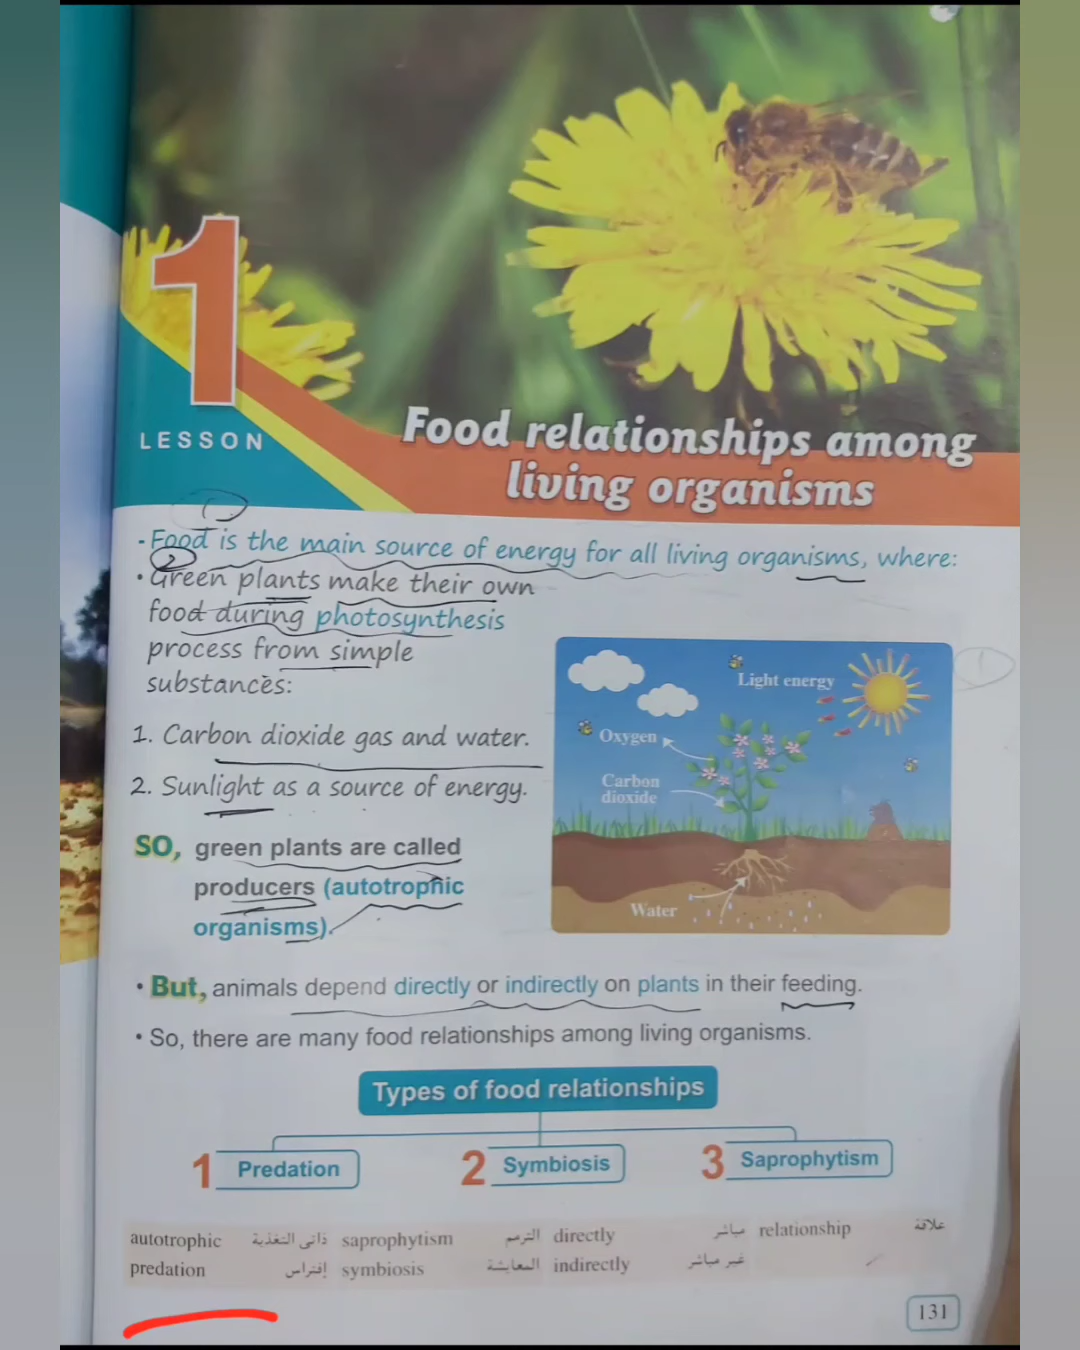 1
LESSON
Food relationships among
living organisms
1
- Food is the main source of energy for all living organisms, where:
2
• Green plants make their own
food during photosynthesis
process from simple
substances:
1. Carbon dioxide gas and water.
2. Sunlight as a source of energy.
SO, green plants are called
producers (autotrophic
organisms).
1
Light energy
Oxygen
Carbon
dioxide
Water
• But, animals depend directly or indirectly on plants in their feeding.
• So, there are many food relationships among living organisms.
Types of food relationships
1 Predation 2 Symbiosis 3 Saprophytism
autotrophic ذاتى التغذية saprophytism الترمم directly مباشر relationship علاقة
predation إفتراس symbiosis المعايشة indirectly غير مباشر
131